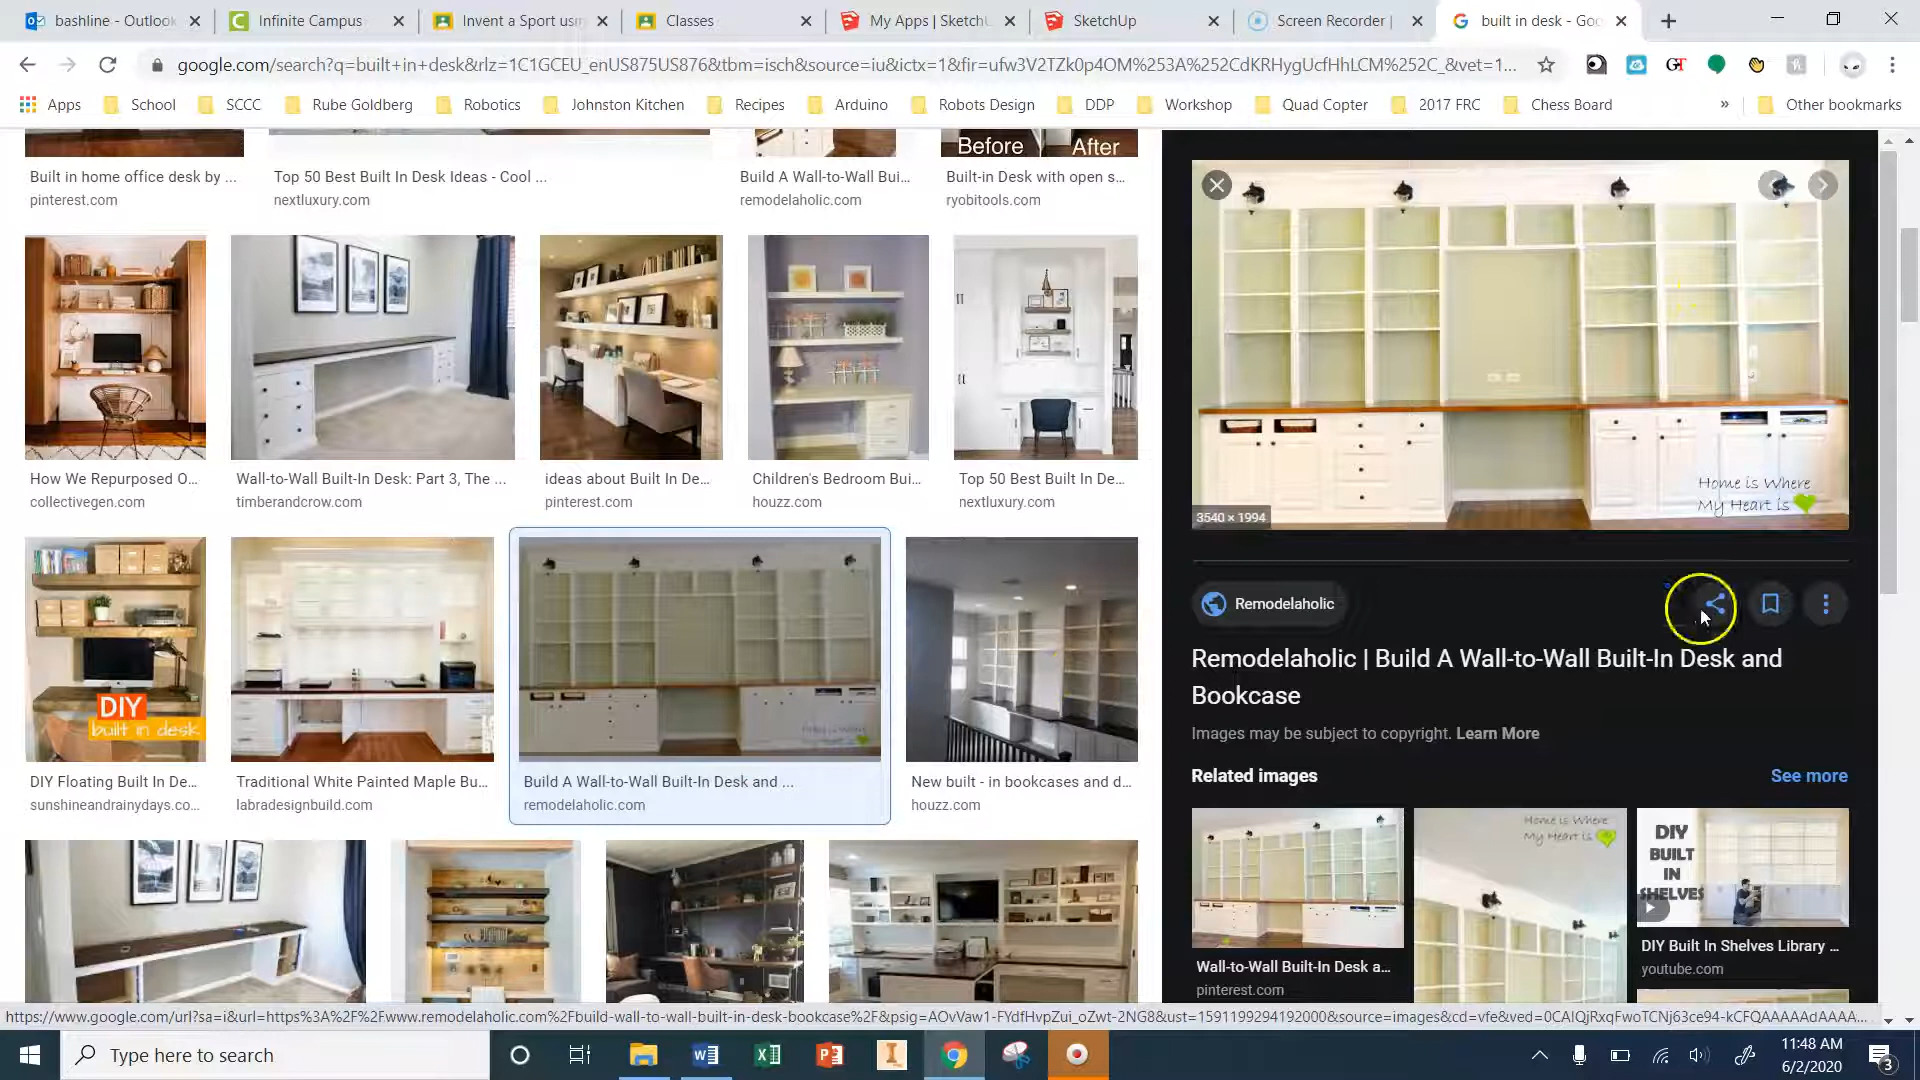 bashline - Outlook
Infinite Campus
Invent a Sport usin
Classes
My Apps | SketchU
SketchUp
Screen Recorder |
built in desk - Goo
google.com/search?q=built+in+desk&rlz=1C1GCEU_enUS875US876&tbm=isch&source=iu&ictx=1&fir=ufw3V2TZk0p4OM%253A%252CdKRHygUcfHhLCM%252C_&vet=1...
Apps
School
SCCC
Rube Goldberg
Robotics
Johnston Kitchen
Recipes
Arduino
Robots Design
DDP
Workshop
Quad Copter
2017 FRC
Chess Board
»
Other bookmarks
Before After
Built in home office desk by ...
pinterest.com
Top 50 Best Built In Desk Ideas - Cool ...
nextluxury.com
Build A Wall-to-Wall Bui...
remodelaholic.com
Built-in Desk with open s...
ryobitools.com
How We Repurposed O...
collectivegen.com
Wall-to-Wall Built-In Desk: Part 3, The ...
timberandcrow.com
ideas about Built In De...
pinterest.com
Children's Bedroom Bui...
houzz.com
Top 50 Best Built In De...
nextluxury.com
DIY
built in desk
DIY Floating Built In De...
sunshineandrainydays.co...
Traditional White Painted Maple Bu...
labradesignbuild.com
Build A Wall-to-Wall Built-In Desk and ...
remodelaholic.com
New built - in bookcases and d...
houzz.com
Home is Where
My Heart is
3540 × 1994
Remodelaholic
Remodelaholic | Build A Wall-to-Wall Built-In Desk and
Bookcase
Images may be subject to copyright. Learn More
Related images
See more
Home is Where
My Heart is
DIY
BUILT
IN
SHELVES
Wall-to-Wall Built-In Desk a...
pinterest.com
DIY Built In Shelves Library ...
youtube.com
https://www.google.com/url?sa=i&url=https%3A%2F%2Fwww.remodelaholic.com%2Fbuild-wall-to-wall-built-in-desk-bookcase%2F&psig=AOvVaw1-FYdfHvpZui_oZwt-2NG8&ust=1591199294192000&source=images&cd=vfe&ved=0CAIQjRxqFwoTCNj63ce94-kCFQAAAAAdAAAA...
Type here to search
11:48 AM
6/2/2020
3